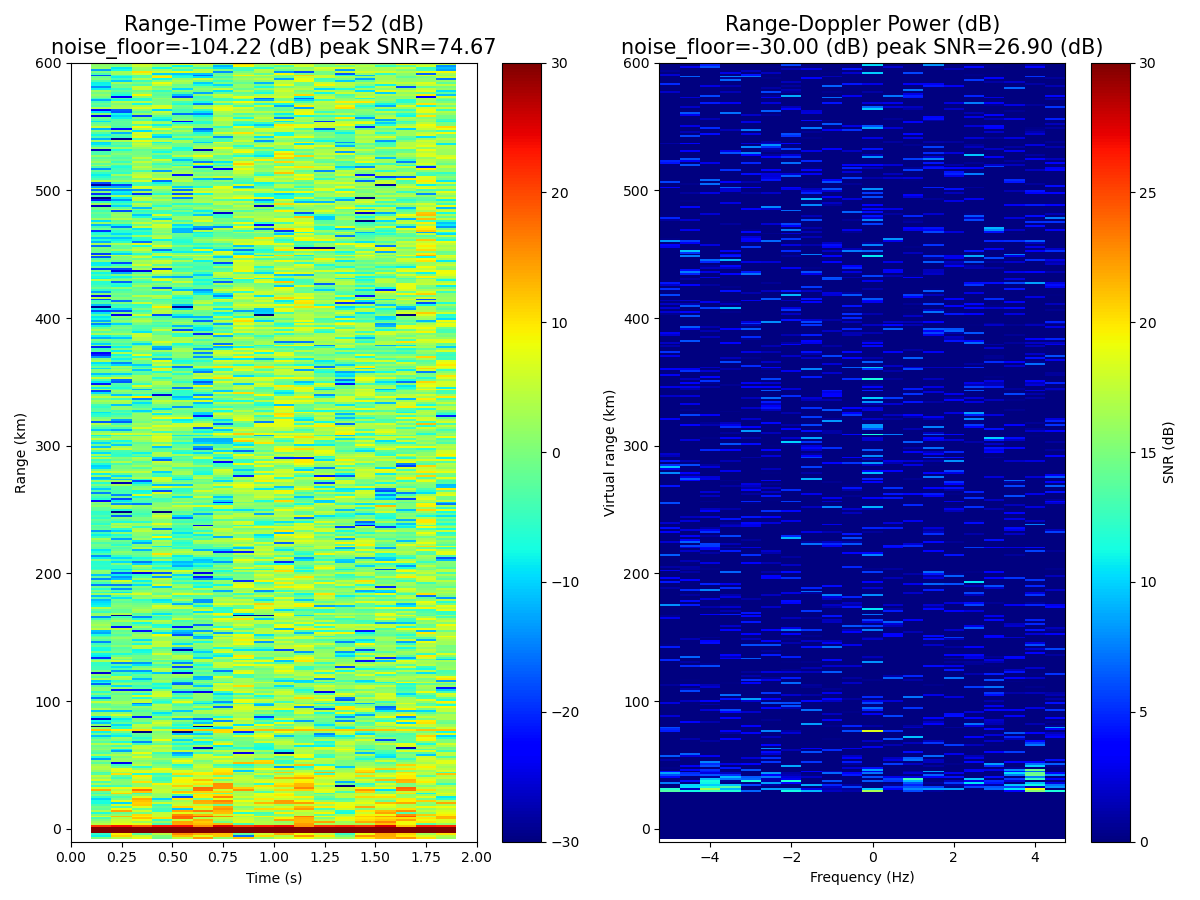 Range-Time Power f=52 (dB)
noise_floor=-104.22 (dB) peak SNR=74.67
Range-Doppler Power (dB)
noise_floor=-30.00 (dB) peak SNR=26.90 (dB)
Range (km)
600
500
400
300
200
100
0
0.00 0.25 0.50 0.75 1.00 1.25 1.50 1.75 2.00
Time (s)
30
20
10
0
−10
−20
−30
Virtual range (km)
600
500
400
300
200
100
0
−4 −2 0 2 4
Frequency (Hz)
30
25
20
15
10
5
0
SNR (dB)